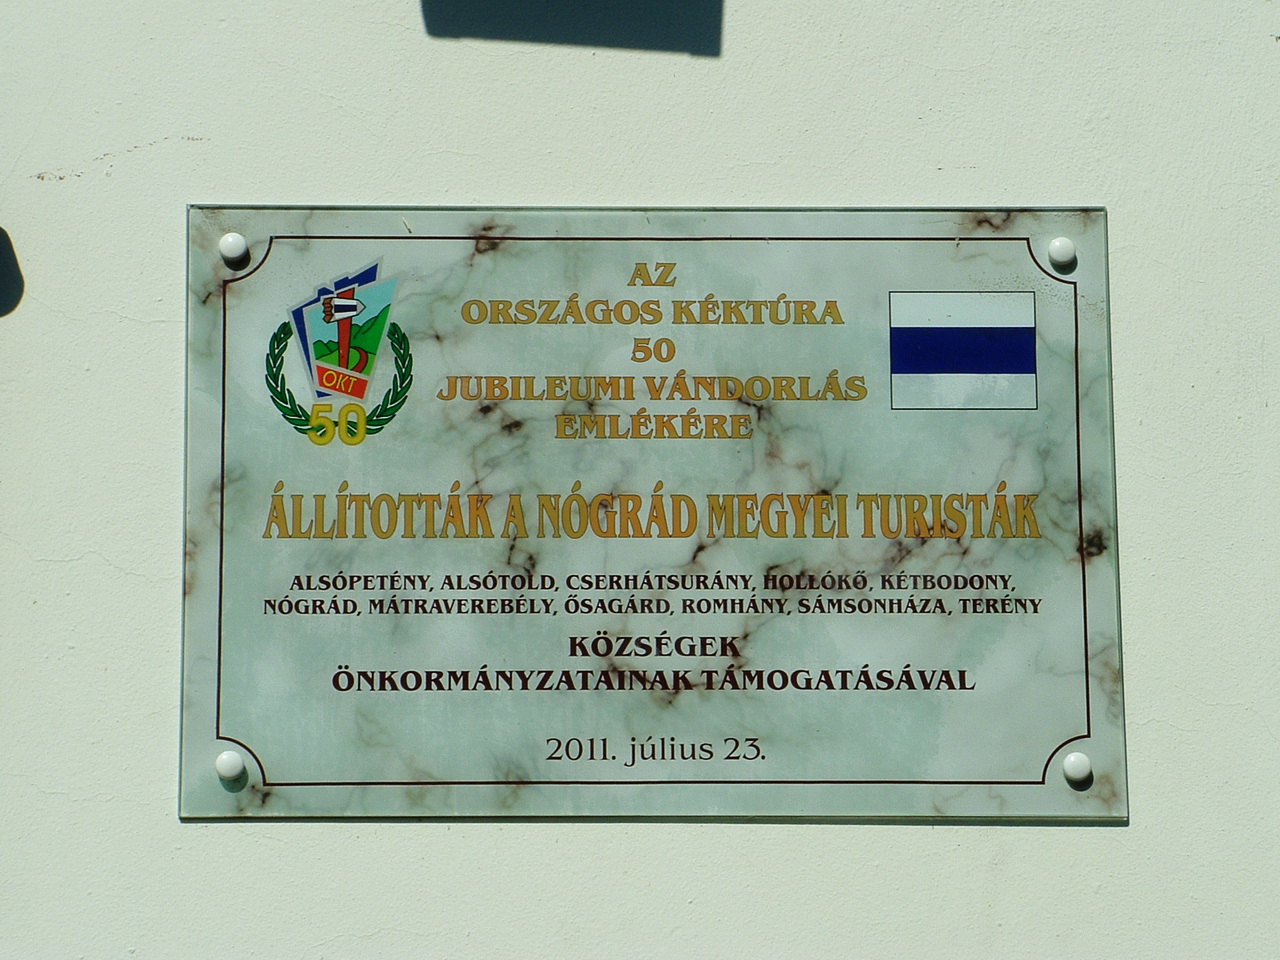 AZ
ORSZÁGOS KÉKTÚRA
50
JUBILEUMI VÁNDORLÁS
EMLÉKÉRE
OKT
50
ÁLLÍTOTTÁK A NÓGRÁD MEGYEI TURISTÁK
ALSÓPETÉNY, ALSÓTOLD, CSERHÁTSURÁNY, HOLLÓKŐ, KÉTBODONY,
NÓGRÁD, MÁTRAVEREBÉLY, ŐSAGÁRD, ROMHÁNY, SÁMSONHÁZA, TERÉNY
KÖZSÉGEK
ÖNKORMÁNYZATAINAK TÁMOGATÁSÁVAL
2011. július 23.